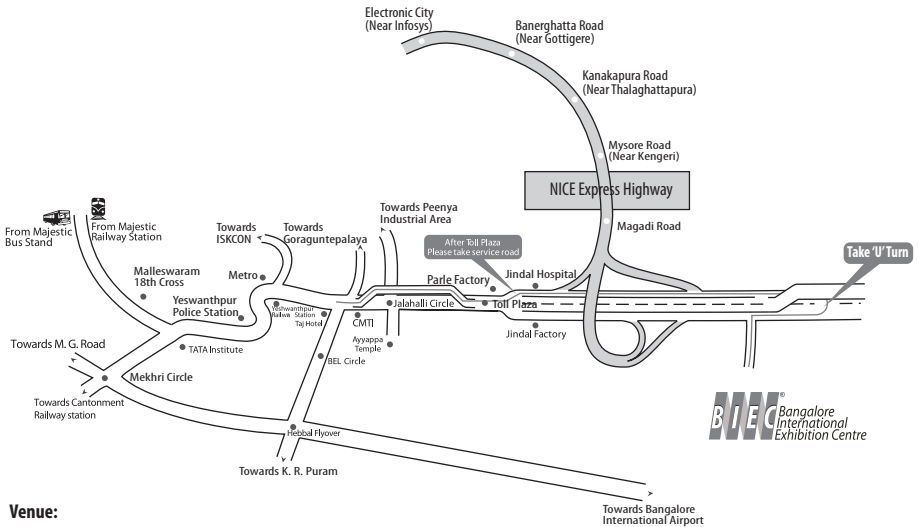 Electronic City
(Near Infosys)
Banerghatta Road
(Near Gottigere)
Kanakapura Road
(Near Thalaghattapura)
Mysore Road
(Near Kengeri)
NICE Express Highway
Magadi Road
From Majestic
Bus Stand
From Majestic
Railway Station
Towards
ISKCON
Towards
Goraguntepalaya
Towards Peenya
Industrial Area
After Toll Plaza
Please take service road
Take 'U' Turn
Malleswaram
18th Cross
Metro
Parle Factory
Jindal Hospital
Yeswanthpur
Police Station
Yeshwanthpur
Railwa Station
Taj Hotel
Jalahalli Circle
Toll Plaza
CMTI
Jindal Factory
Ayyappa
Temple
TATA Institute
BEL Circle
Towards M. G. Road
Mekhri Circle
Towards Cantonment
Railway station
Hebbal Flyover
BIEC®
Bangalore
International
Exhibition Centre
Towards K. R. Puram
Towards Bangalore
International Airport
Venue: